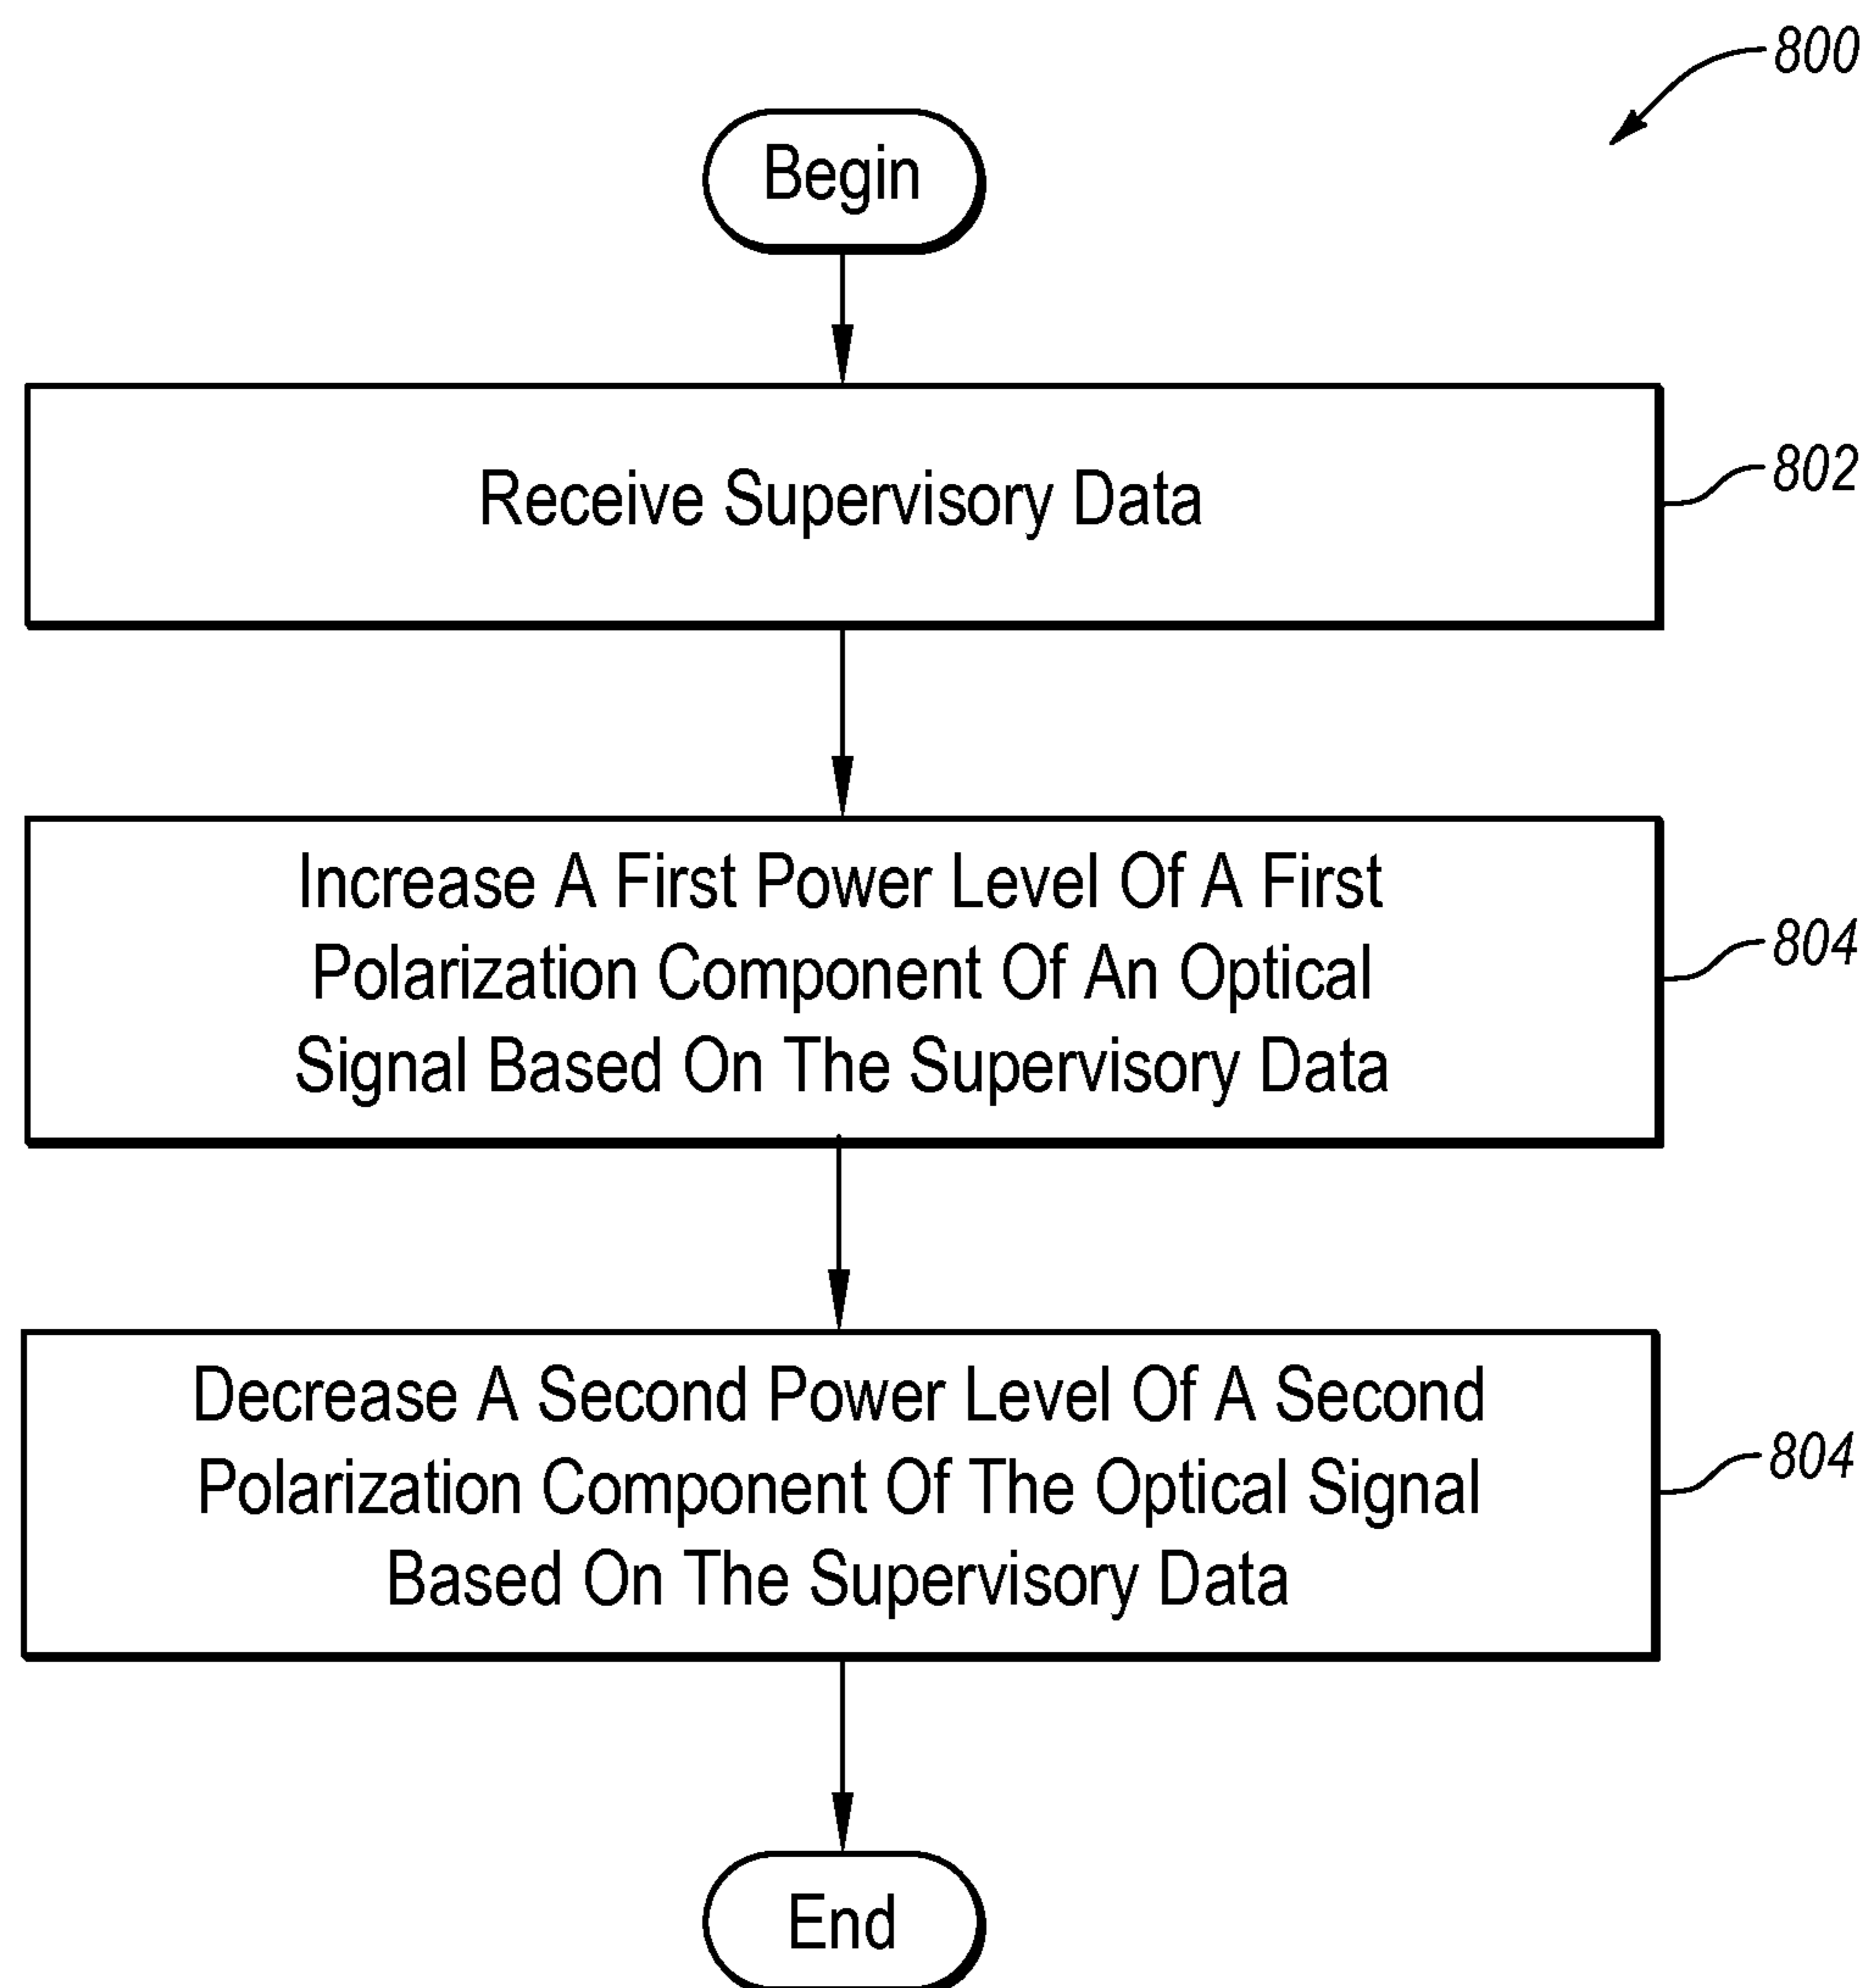 800
Begin
Receive Supervisory Data
802
Increase A First Power Level Of A First
Polarization Component Of An Optical
Signal Based On The Supervisory Data
804
Decrease A Second Power Level Of A Second
Polarization Component Of The Optical Signal
Based On The Supervisory Data
804
End